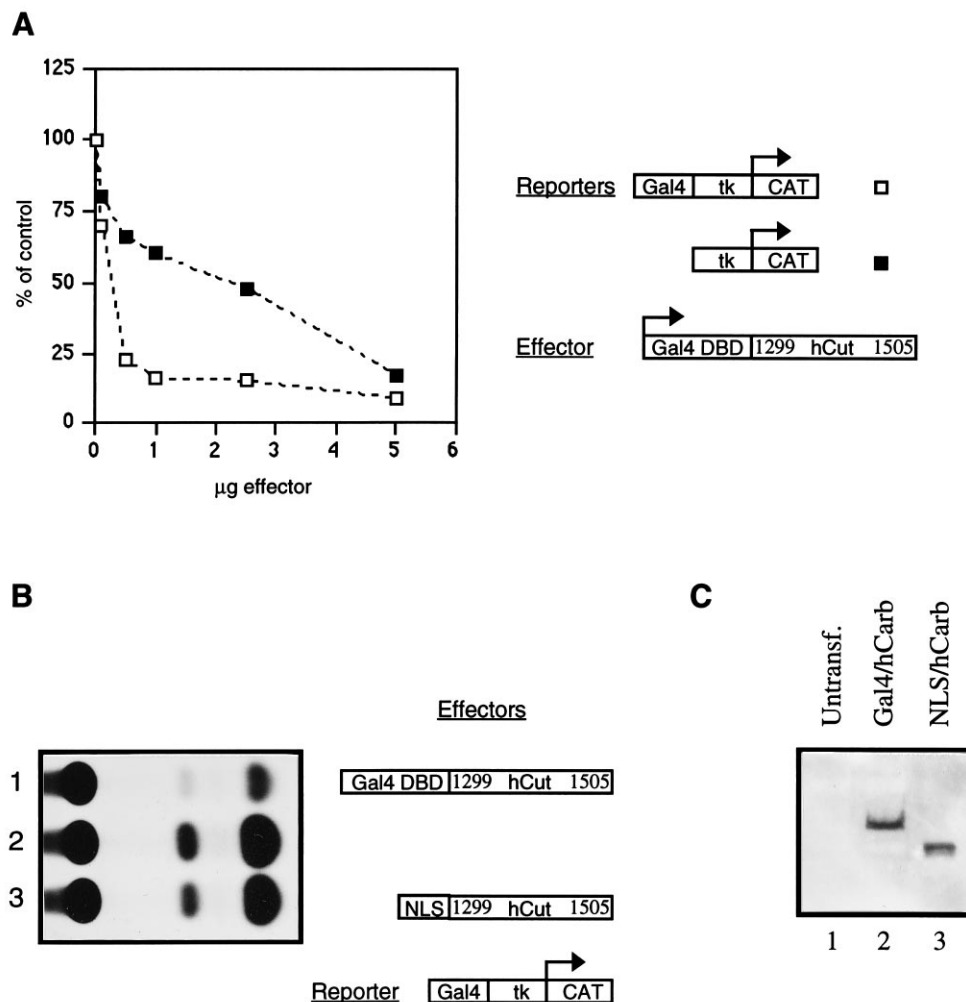 A
125
100
75
50
25
0
% of control
0 1 2 3 4 5 6
μg effector
Reporters Gal4 tk CAT
tk CAT
Effector Gal4 DBD 1299 hCut 1505
B
Effectors
1 Gal4 DBD 1299 hCut 1505
2
3 NLS 1299 hCut 1505
Reporter Gal4 tk CAT
C
Untransf.
Gal4/hCarb
NLS/hCarb
1 2 3